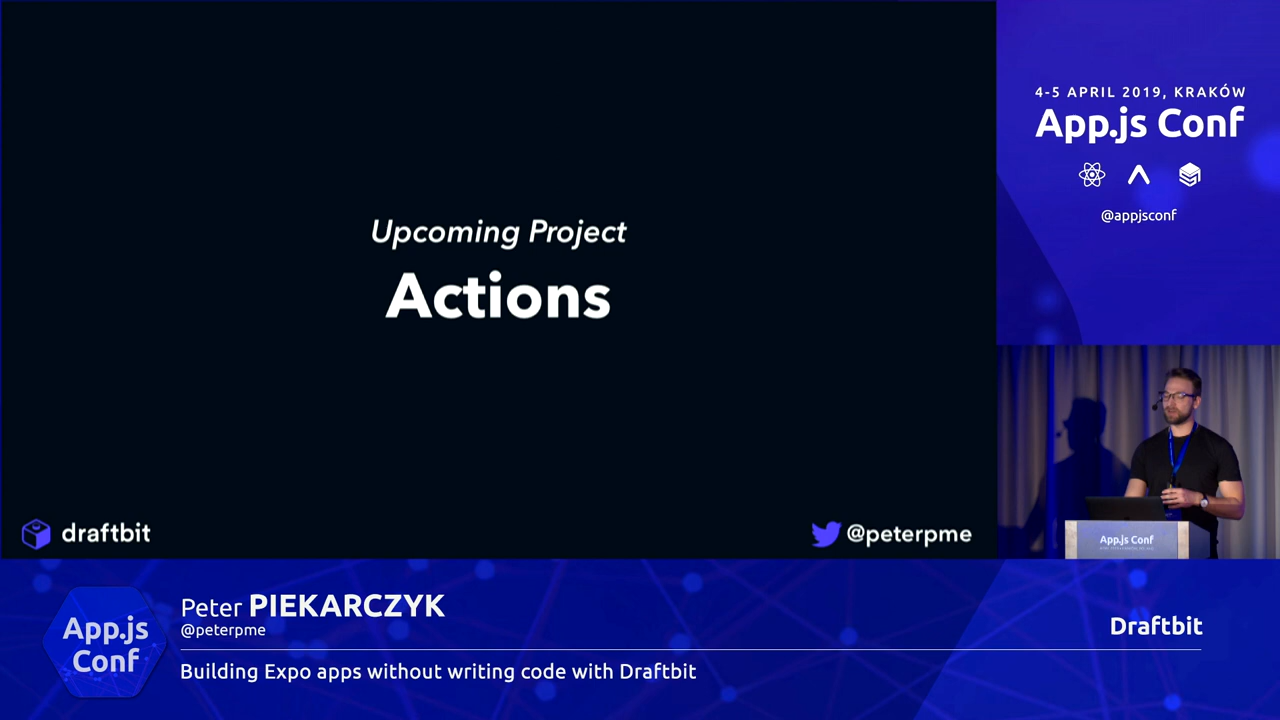 Upcoming Project
Actions
draftbit
@peterpme
4-5 APRIL 2019, KRAKÓW
App.js Conf
@appjsconf
App.js Conf
App.js
Conf
Peter PIEKARCZYK
@peterpme
Building Expo apps without writing code with Draftbit
Draftbit